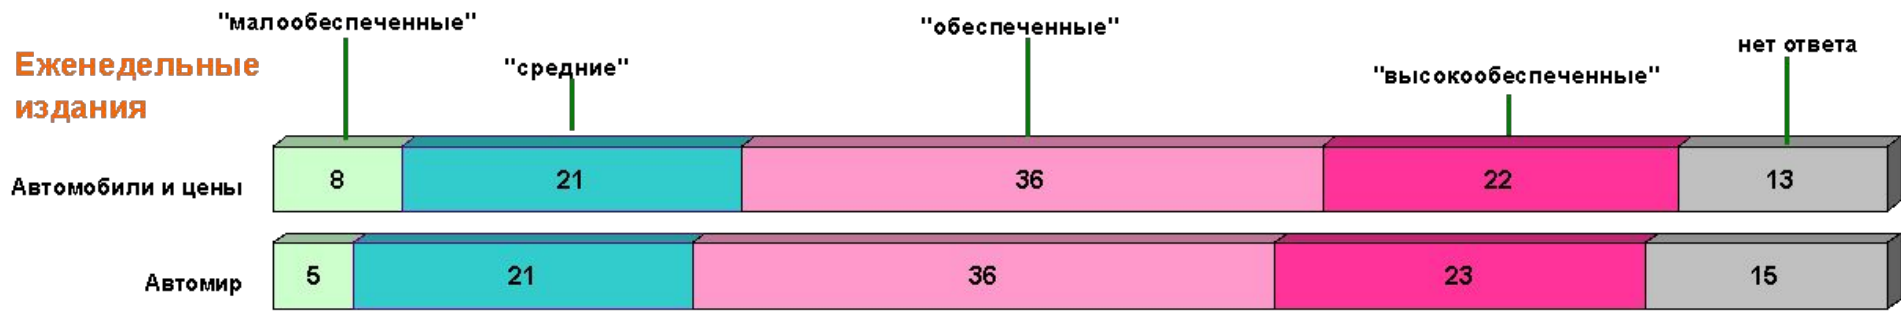 "малообеспеченные"
"обеспеченные"
нет ответа
Еженедельные
издания
"средние"
"высокообеспеченные"
Автомобили и цены
8
21
36
22
13
Автомир
5
21
36
23
15